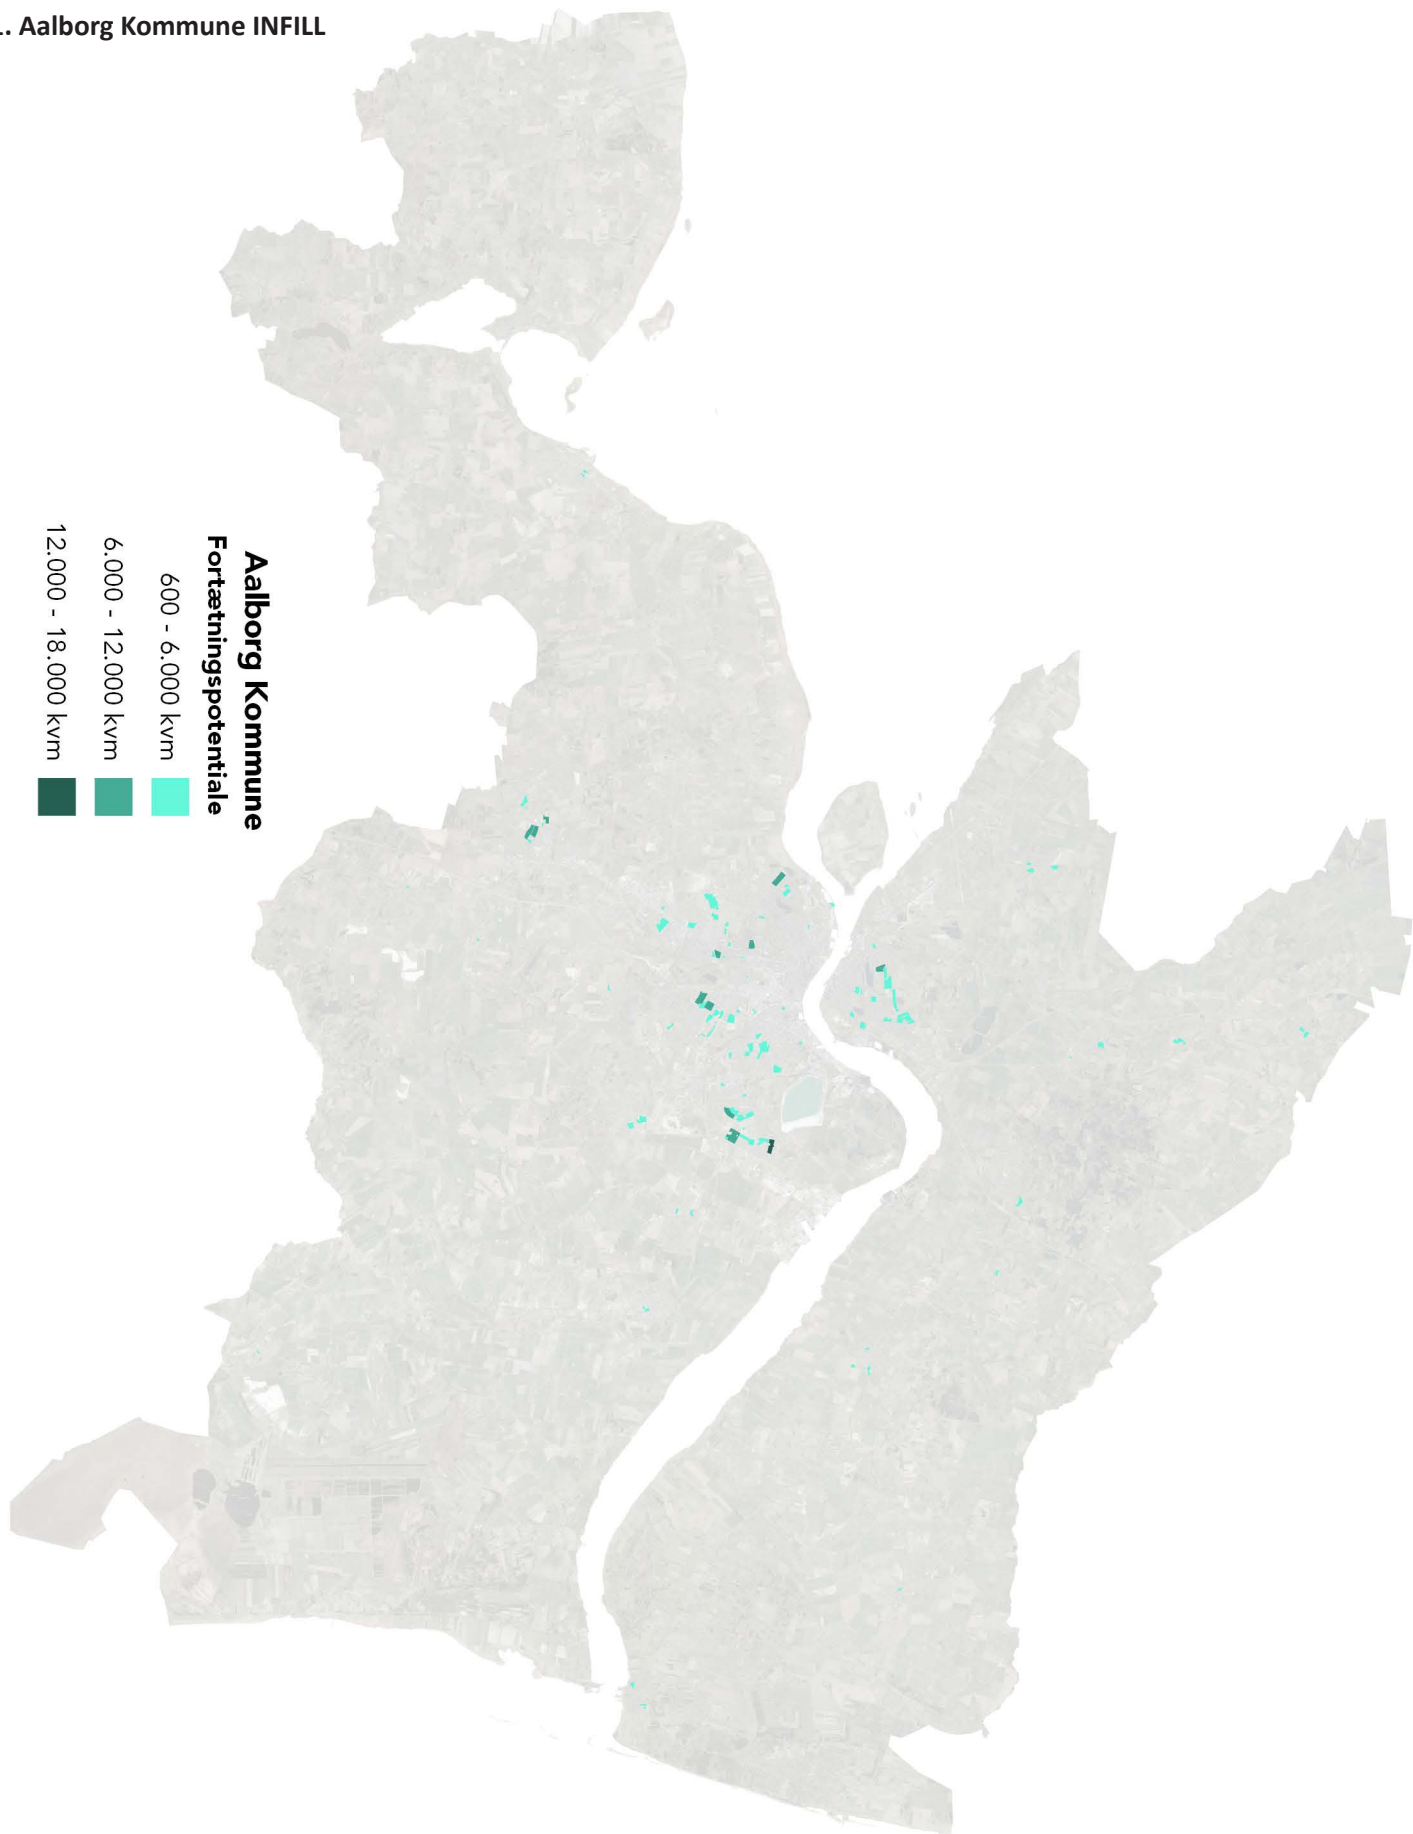 . Aalborg Kommune INFILL
Aalborg Kommune
Fortætningspotentiale
600 - 6.000 kvm
6.000 - 12.000 kvm
12.000 - 18.000 kvm